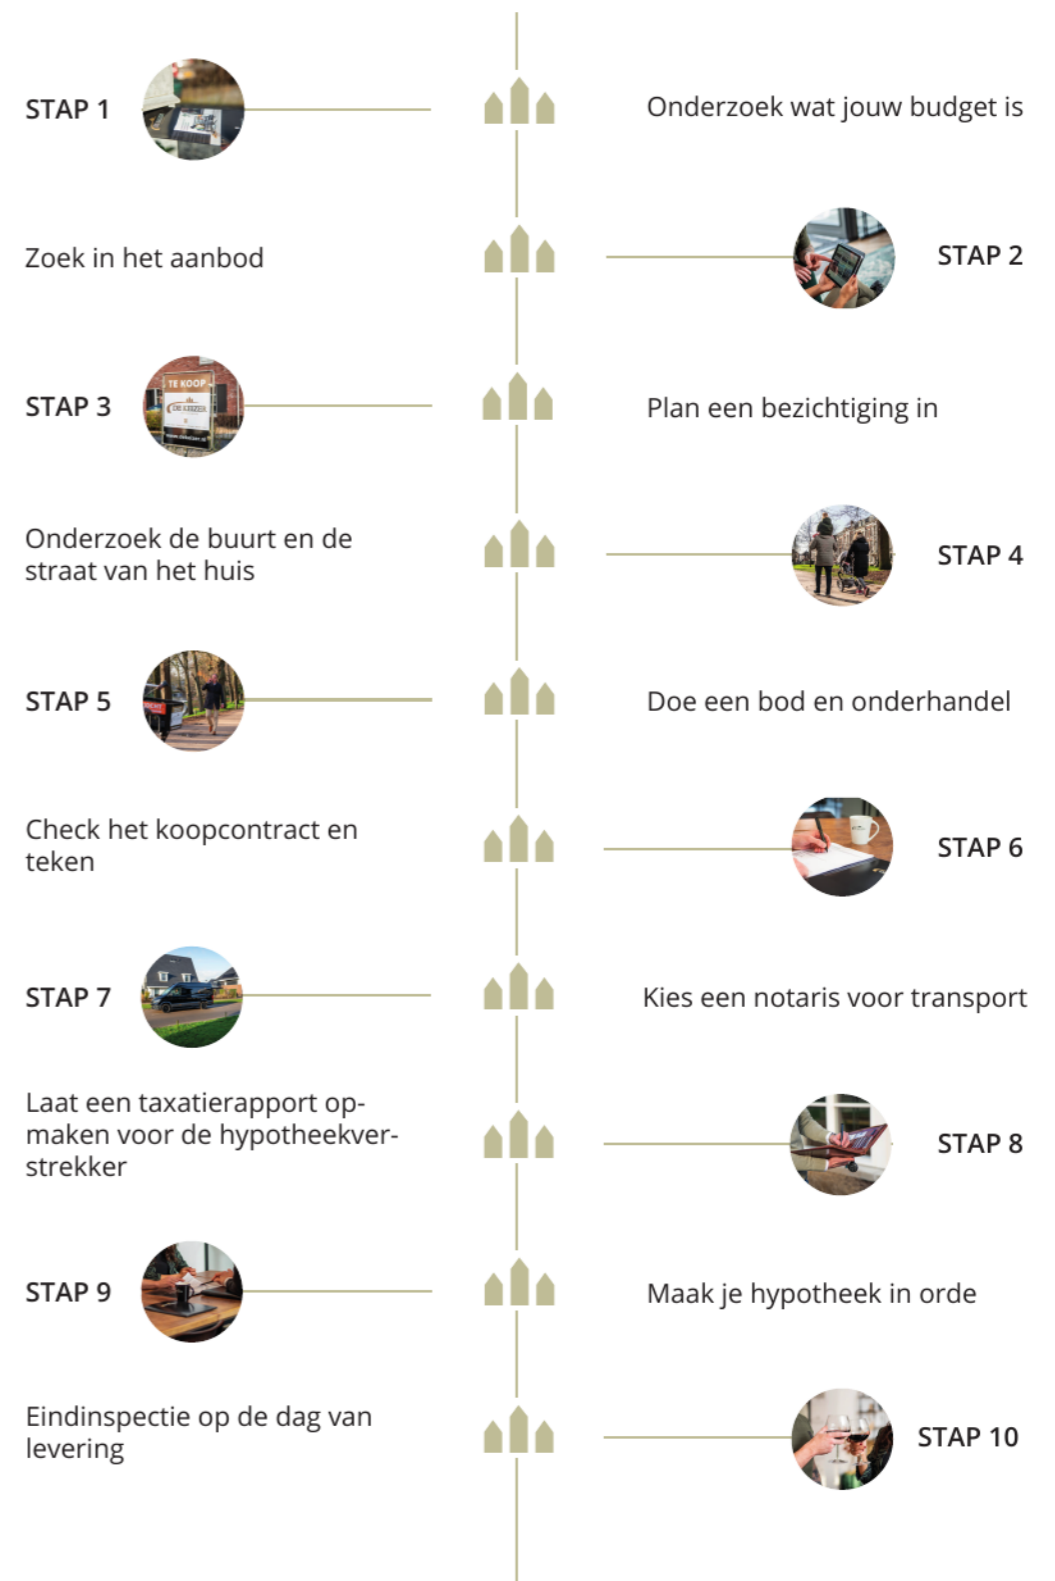 STAP 1
Onderzoek wat jouw budget is
Zoek in het aanbod
STAP 2
STAP 3
TE KOOP
DE KEIZER
Plan een bezichtiging in
Onderzoek de buurt en de
straat van het huis
STAP 4
STAP 5
Doe een bod en onderhandel
Check het koopcontract en
teken
STAP 6
STAP 7
Kies een notaris voor transport
Laat een taxatierapport op-
maken voor de hypotheekver-
strekker
STAP 8
STAP 9
Maak je hypotheek in orde
Eindinspectie op de dag van
levering
STAP 10